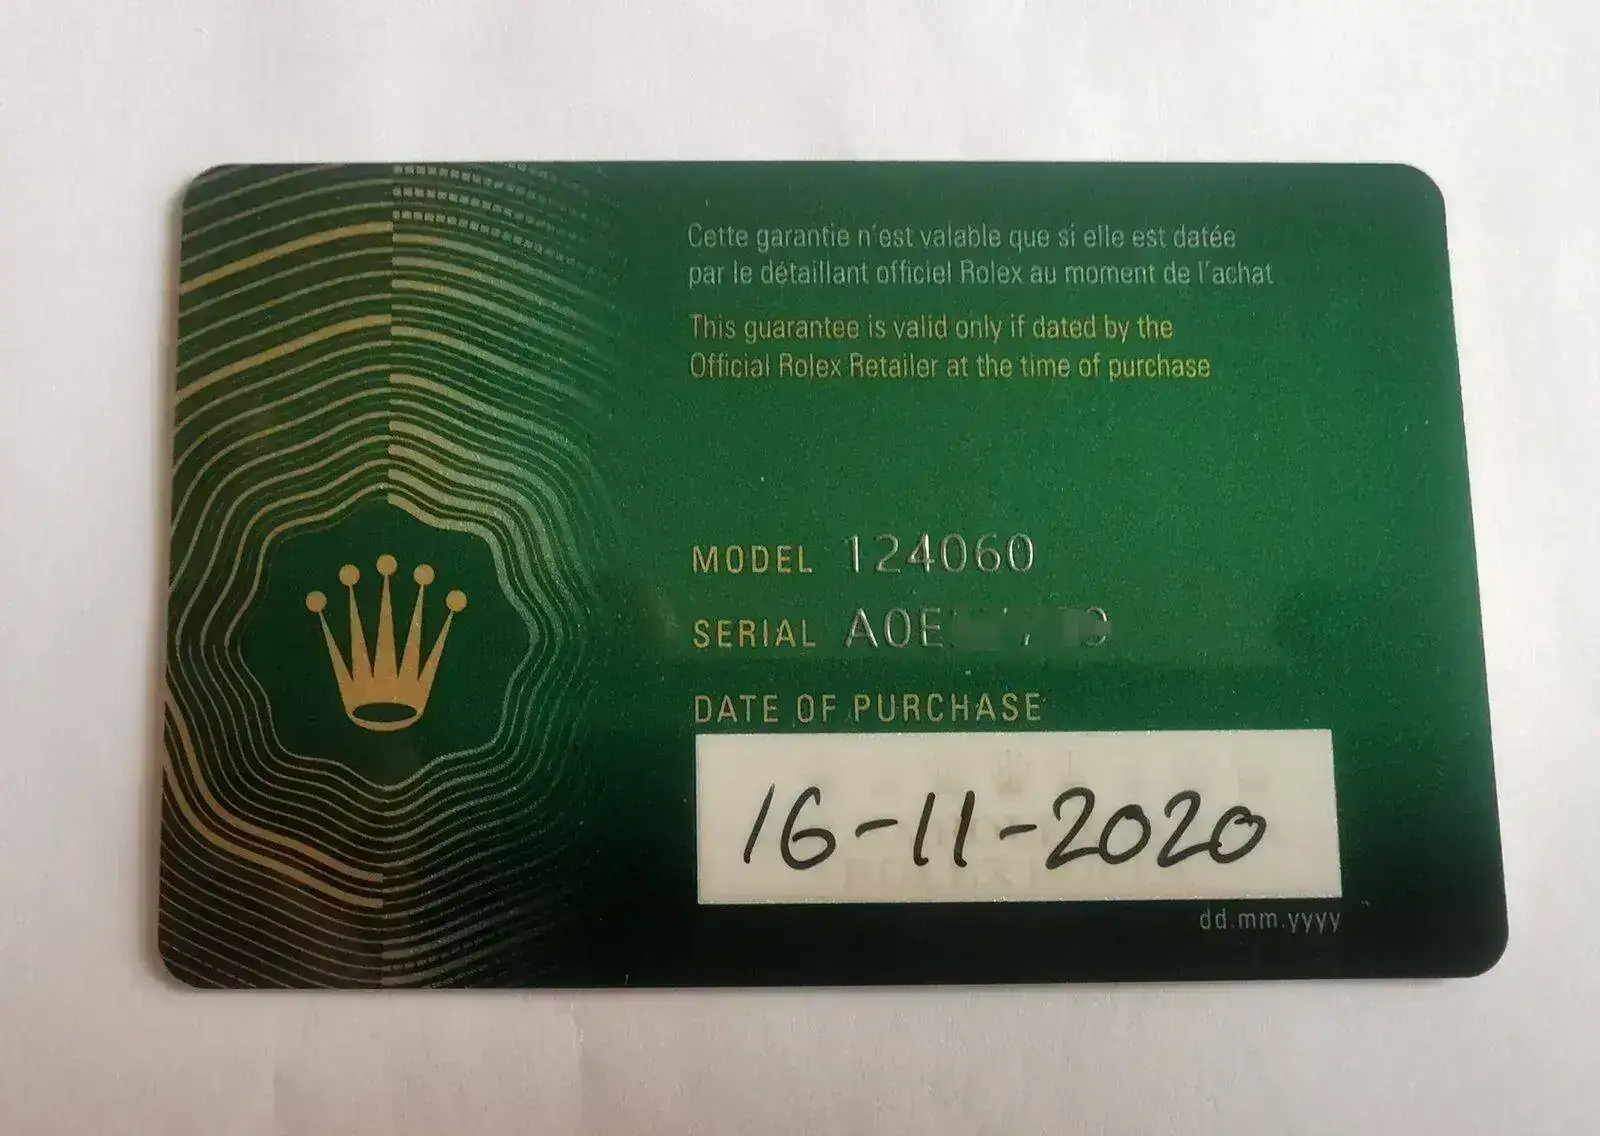 Cette garantie n'est valable que si elle est datée
par le détaillant officiel Rolex au moment de l'achat
This guarantee is valid only if dated by the
Official Rolex Retailer at the time of purchase
MODEL 124060
SERIAL
DATE OF PURCHASE
16-11-2020
dd.mm.yyyy